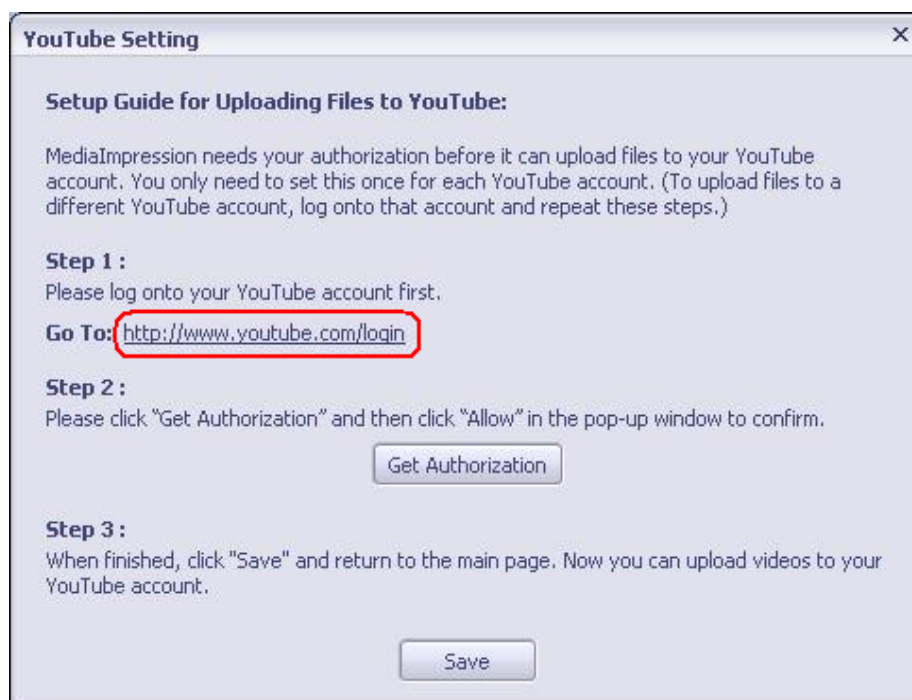 YouTube Setting
Setup Guide for Uploading Files to YouTube:
MediaImpression needs your authorization before it can upload files to your YouTube
account. You only need to set this once for each YouTube account. (To upload files to a
different YouTube account, log onto that account and repeat these steps.)
Step 1 :
Please log onto your YouTube account first.
Go To: http://www.youtube.com/login
Step 2 :
Please click "Get Authorization" and then click "Allow" in the pop-up window to confirm.
Get Authorization
Step 3 :
When finished, click "Save" and return to the main page. Now you can upload videos to your
YouTube account.
Save